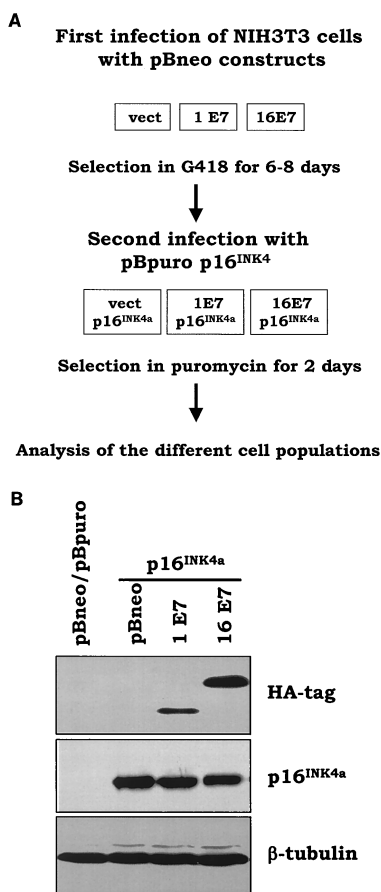 A
First infection of NIH3T3 cells
with pBneo constructs
vect 1 E7 16E7
Selection in G418 for 6-8 days
Second infection with
pBpuro p16INK4
vect 1E7 16E7
p16INK4a p16INK4a p16INK4a
Selection in puromycin for 2 days
Analysis of the different cell populations
B
pBneo/pBpuro
p16INK4a
pBneo
1 E7
16 E7
HA-tag
p16INK4a
β-tubulin